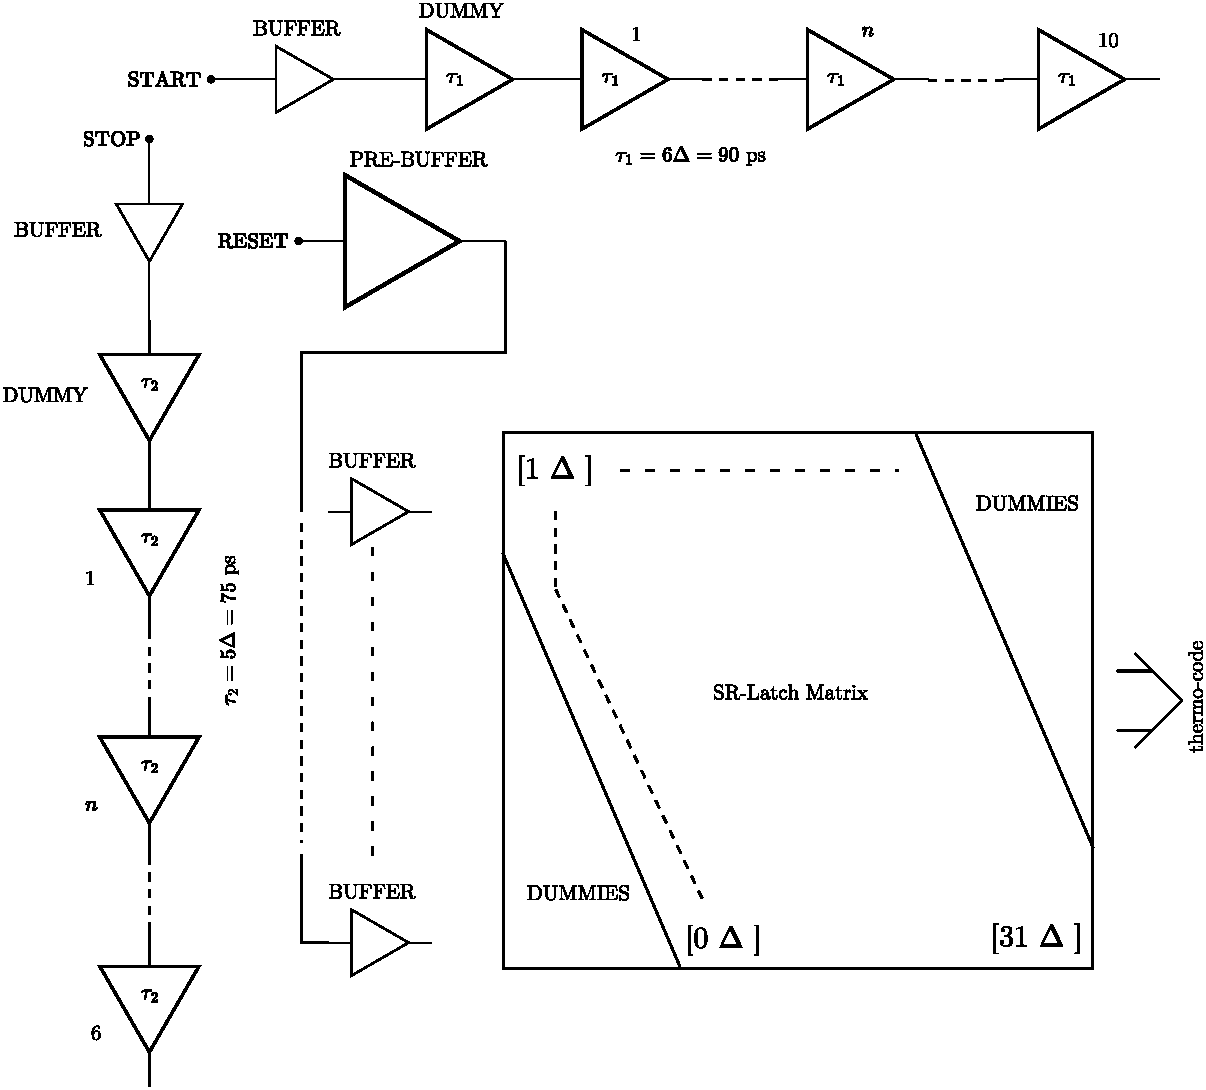 DUMMY
BUFFER
1
n
10
START
τ₁
τ₁
τ₁
τ₁
STOP
τ₁ = 6Δ = 90 ps
PRE-BUFFER
BUFFER
RESET
τ₂
DUMMY
BUFFER
[1 Δ ]
DUMMIES
τ₂
1
τ₂ = 5Δ = 75 ps
SR-Latch Matrix
thermo-code
τ₂
n
BUFFER
DUMMIES
[0 Δ ]
[31 Δ ]
τ₂
6